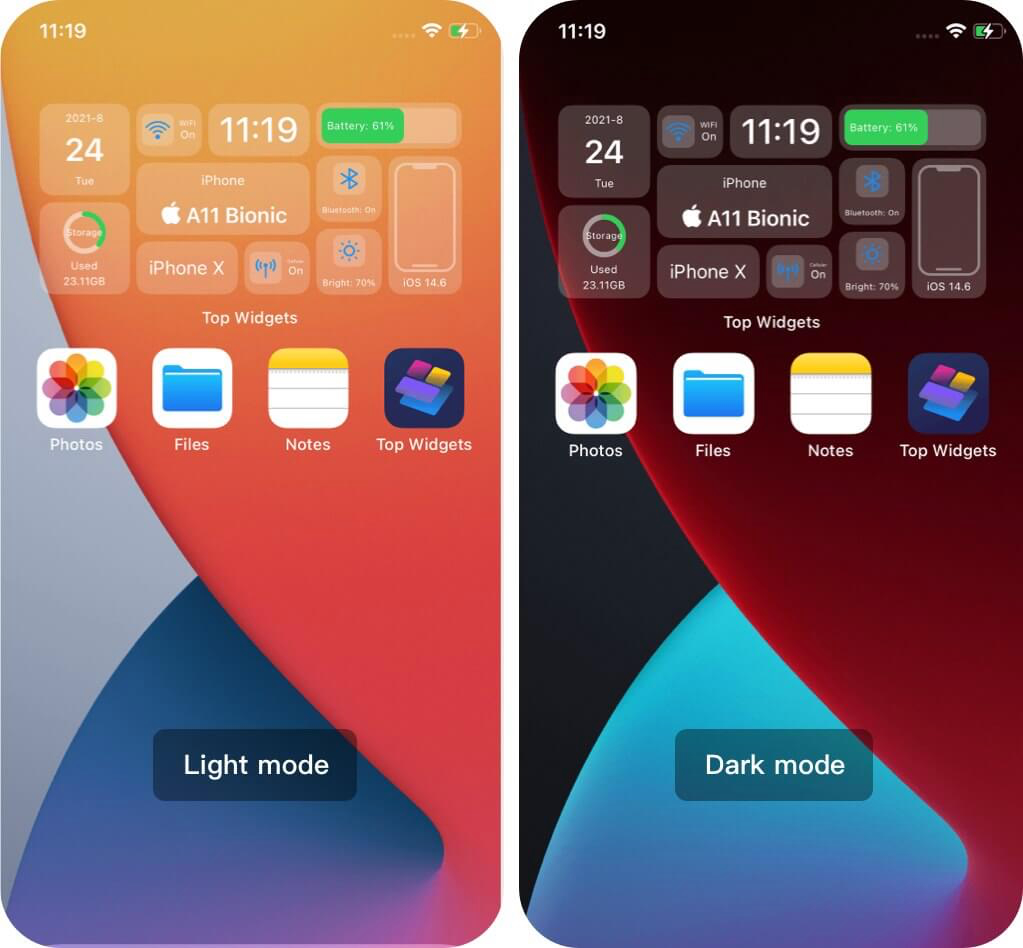 11:19
2021-8
24
Tue
WiFi
On
11:19
Battery: 61%
iPhone
A11 Bionic
Bluetooth: On
Storage
Used
23.11GB
iPhone X
Cellular
On
Bright: 70%
iOS 14.6
Top Widgets
Photos
Files
Notes
Top Widgets
Light mode
11:19
2021-8
24
Tue
WIFI
On
11:19
Battery: 61%
iPhone
A11 Bionic
Bluetooth: On
Storage
Used
23.11GB
iPhone X
Cellular
On
Bright: 70%
iOS 14.6
Top Widgets
Photos
Files
Notes
Top Widgets
Dark mode